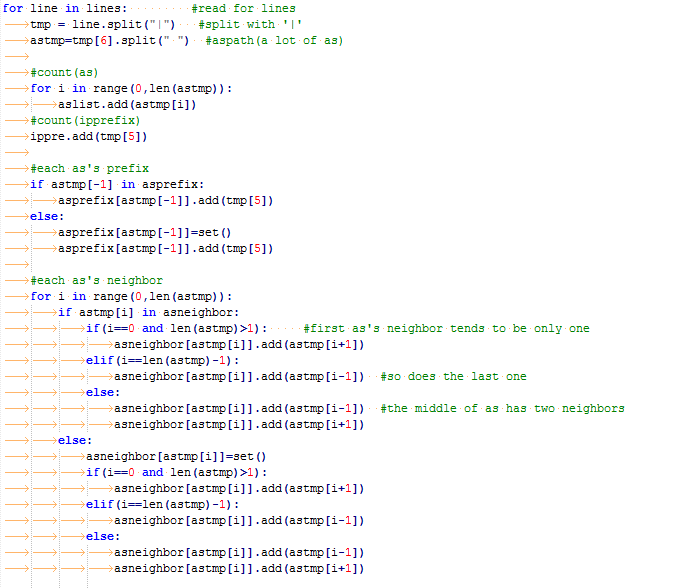 for line in lines:       #read for lines
	tmp = line.split("|")   #split with '|'
	astmp=tmp[6].split(" ")  #aspath(a lot of as)

	#count(as)
	for i in range(0,len(astmp)):
		aslist.add(astmp[i])
	#count(ipprefix)
	ippre.add(tmp[5])

	#each as's prefix
	if astmp[-1] in asprefix:
		asprefix[astmp[-1]].add(tmp[5])
	else:
		asprefix[astmp[-1]]=set()
		asprefix[astmp[-1]].add(tmp[5])

	#each as's neighbor
	for i in range(0,len(astmp)):
		if astmp[i] in asneighbor:
			if(i==0 and len(astmp)>1):     #first as's neighbor tends to be only one
				asneighbor[astmp[i]].add(astmp[i+1])
			elif(i==len(astmp)-1):
				asneighbor[astmp[i]].add(astmp[i-1])  #so does the last one
			else:
				asneighbor[astmp[i]].add(astmp[i-1])  #the middle of as has two neighbors
				asneighbor[astmp[i]].add(astmp[i+1])
		else:
			asneighbor[astmp[i]]=set()
			if(i==0 and len(astmp)>1):
				asneighbor[astmp[i]].add(astmp[i+1])
			elif(i==len(astmp)-1):
				asneighbor[astmp[i]].add(astmp[i-1])
			else:
				asneighbor[astmp[i]].add(astmp[i-1])
				asneighbor[astmp[i]].add(astmp[i+1])